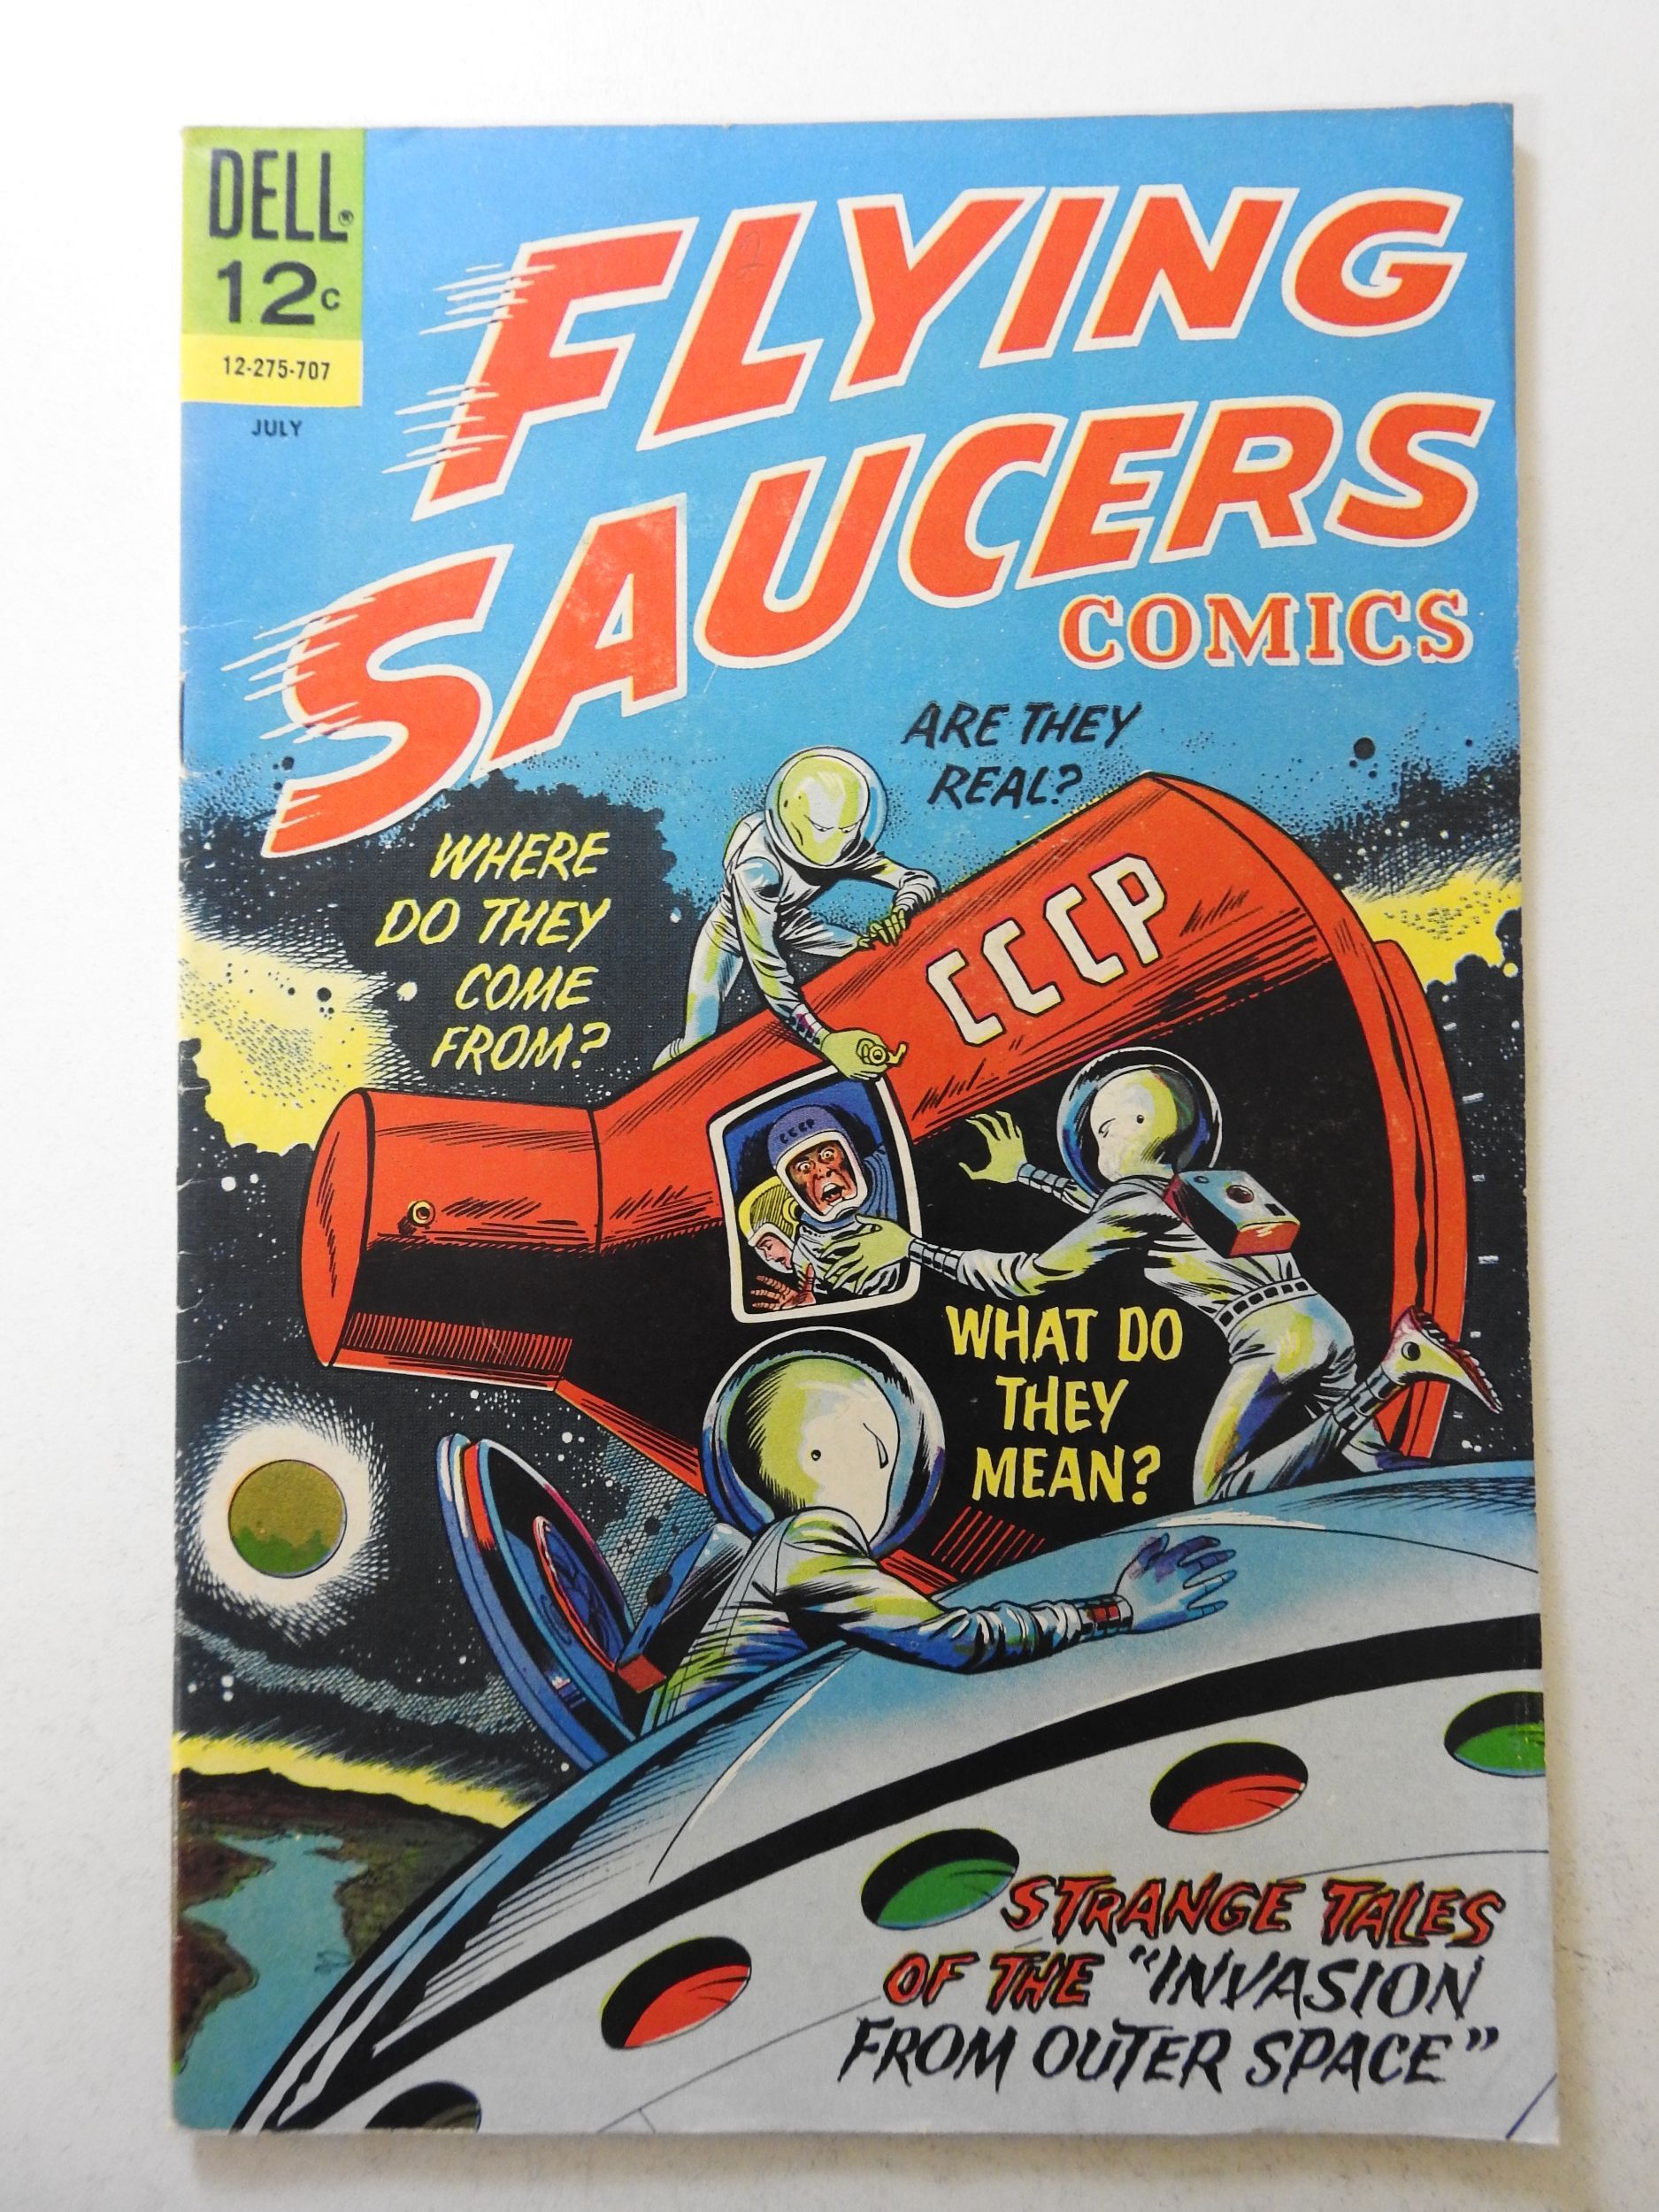 DELL®
12c
12-275-707
JULY
FLYING
SAUCERS
COMICS
ARE THEY
REAL?
WHERE
DO THEY
COME
FROM?
CCCP
CCCP
WHAT DO
THEY
MEAN?
STRANGE TALES
OF THE "INVASION
FROM OUTER SPACE"